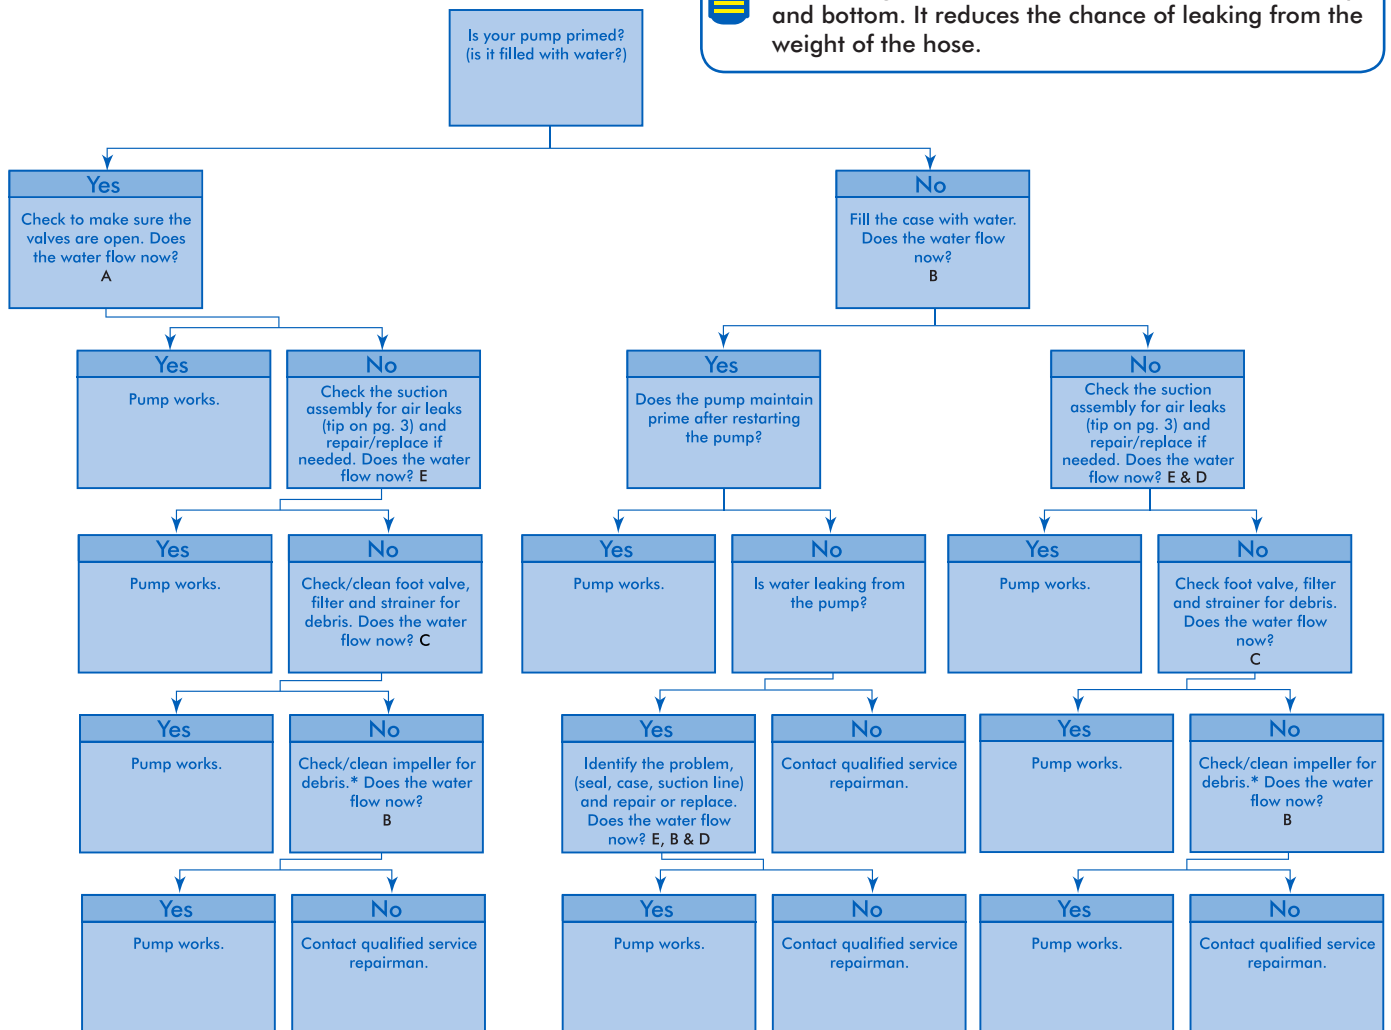 and bottom. It reduces the chance of leaking from the
weight of the hose.
Is your pump primed?
(is it filled with water?)
Yes
Check to make sure the
valves are open. Does
the water flow now?
A
No
Fill the case with water.
Does the water flow
now?
B
Yes
Pump works.
No
Check the suction
assembly for air leaks
(tip on pg. 3) and
repair/replace if
needed. Does the water
flow now? E
Yes
Does the pump maintain
prime after restarting
the pump?
No
Check the suction
assembly for air leaks
(tip on pg. 3) and
repair/replace if
needed. Does the water
flow now? E & D
Yes
Pump works.
No
Check/clean foot valve,
filter and strainer for
debris. Does the water
flow now? C
Yes
Pump works.
No
Is water leaking from
the pump?
Yes
Pump works.
No
Check foot valve, filter
and strainer for debris.
Does the water flow
now?
C
Yes
Pump works.
No
Check/clean impeller for
debris.* Does the water
flow now?
B
Yes
Identify the problem,
(seal, case, suction line)
and repair or replace.
Does the water flow
now? E, B & D
No
Contact qualified service
repairman.
Yes
Pump works.
No
Check/clean impeller for
debris.* Does the water
flow now?
B
Yes
Pump works.
No
Contact qualified service
repairman.
Yes
Pump works.
No
Contact qualified service
repairman.
Yes
Pump works.
No
Contact qualified service
repairman.